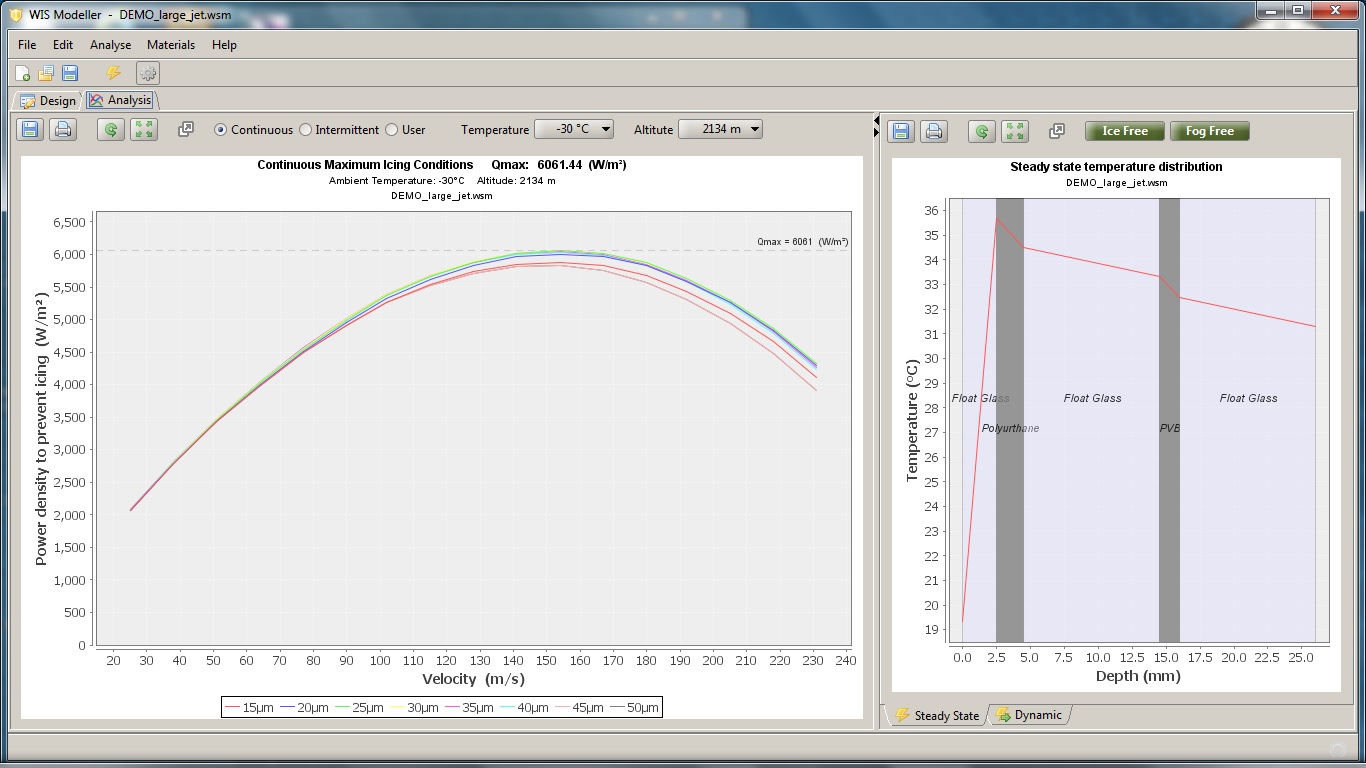 WIS Modeller - DEMO_large_jet.wsm
File Edit Analyse Materials Help
Design Analysis
Continuous Intermittent User Temperature -30 °C Altitute 2134 m
Continuous Maximum Icing Conditions Qmax: 6061.44 (W/m²)
Ambient Temperature: -30°C Altitude: 2134 m
DEMO_large_jet.wsm
Qmax = 6061 (W/m²)
Power density to prevent icing (W/m²)
6,500
6,000
5,500
5,000
4,500
4,000
3,500
3,000
2,500
2,000
1,500
1,000
500
0
20 30 40 50 60 70 80 90 100 110 120 130 140 150 160 170 180 190 200 210 220 230 240
Velocity (m/s)
15µm 20µm 25µm 30µm 35µm 40µm 45µm 50µm
Ice Free Fog Free
Steady state temperature distribution
DEMO_large_jet.wsm
Temperature (°C)
36
35
34
33
32
31
30
29
28
27
26
25
24
23
22
21
20
19
Float Glass Float Glass Float Glass
Polyurthane PVB
0.0 2.5 5.0 7.5 10.0 12.5 15.0 17.5 20.0 22.5 25.0
Depth (mm)
Steady State Dynamic